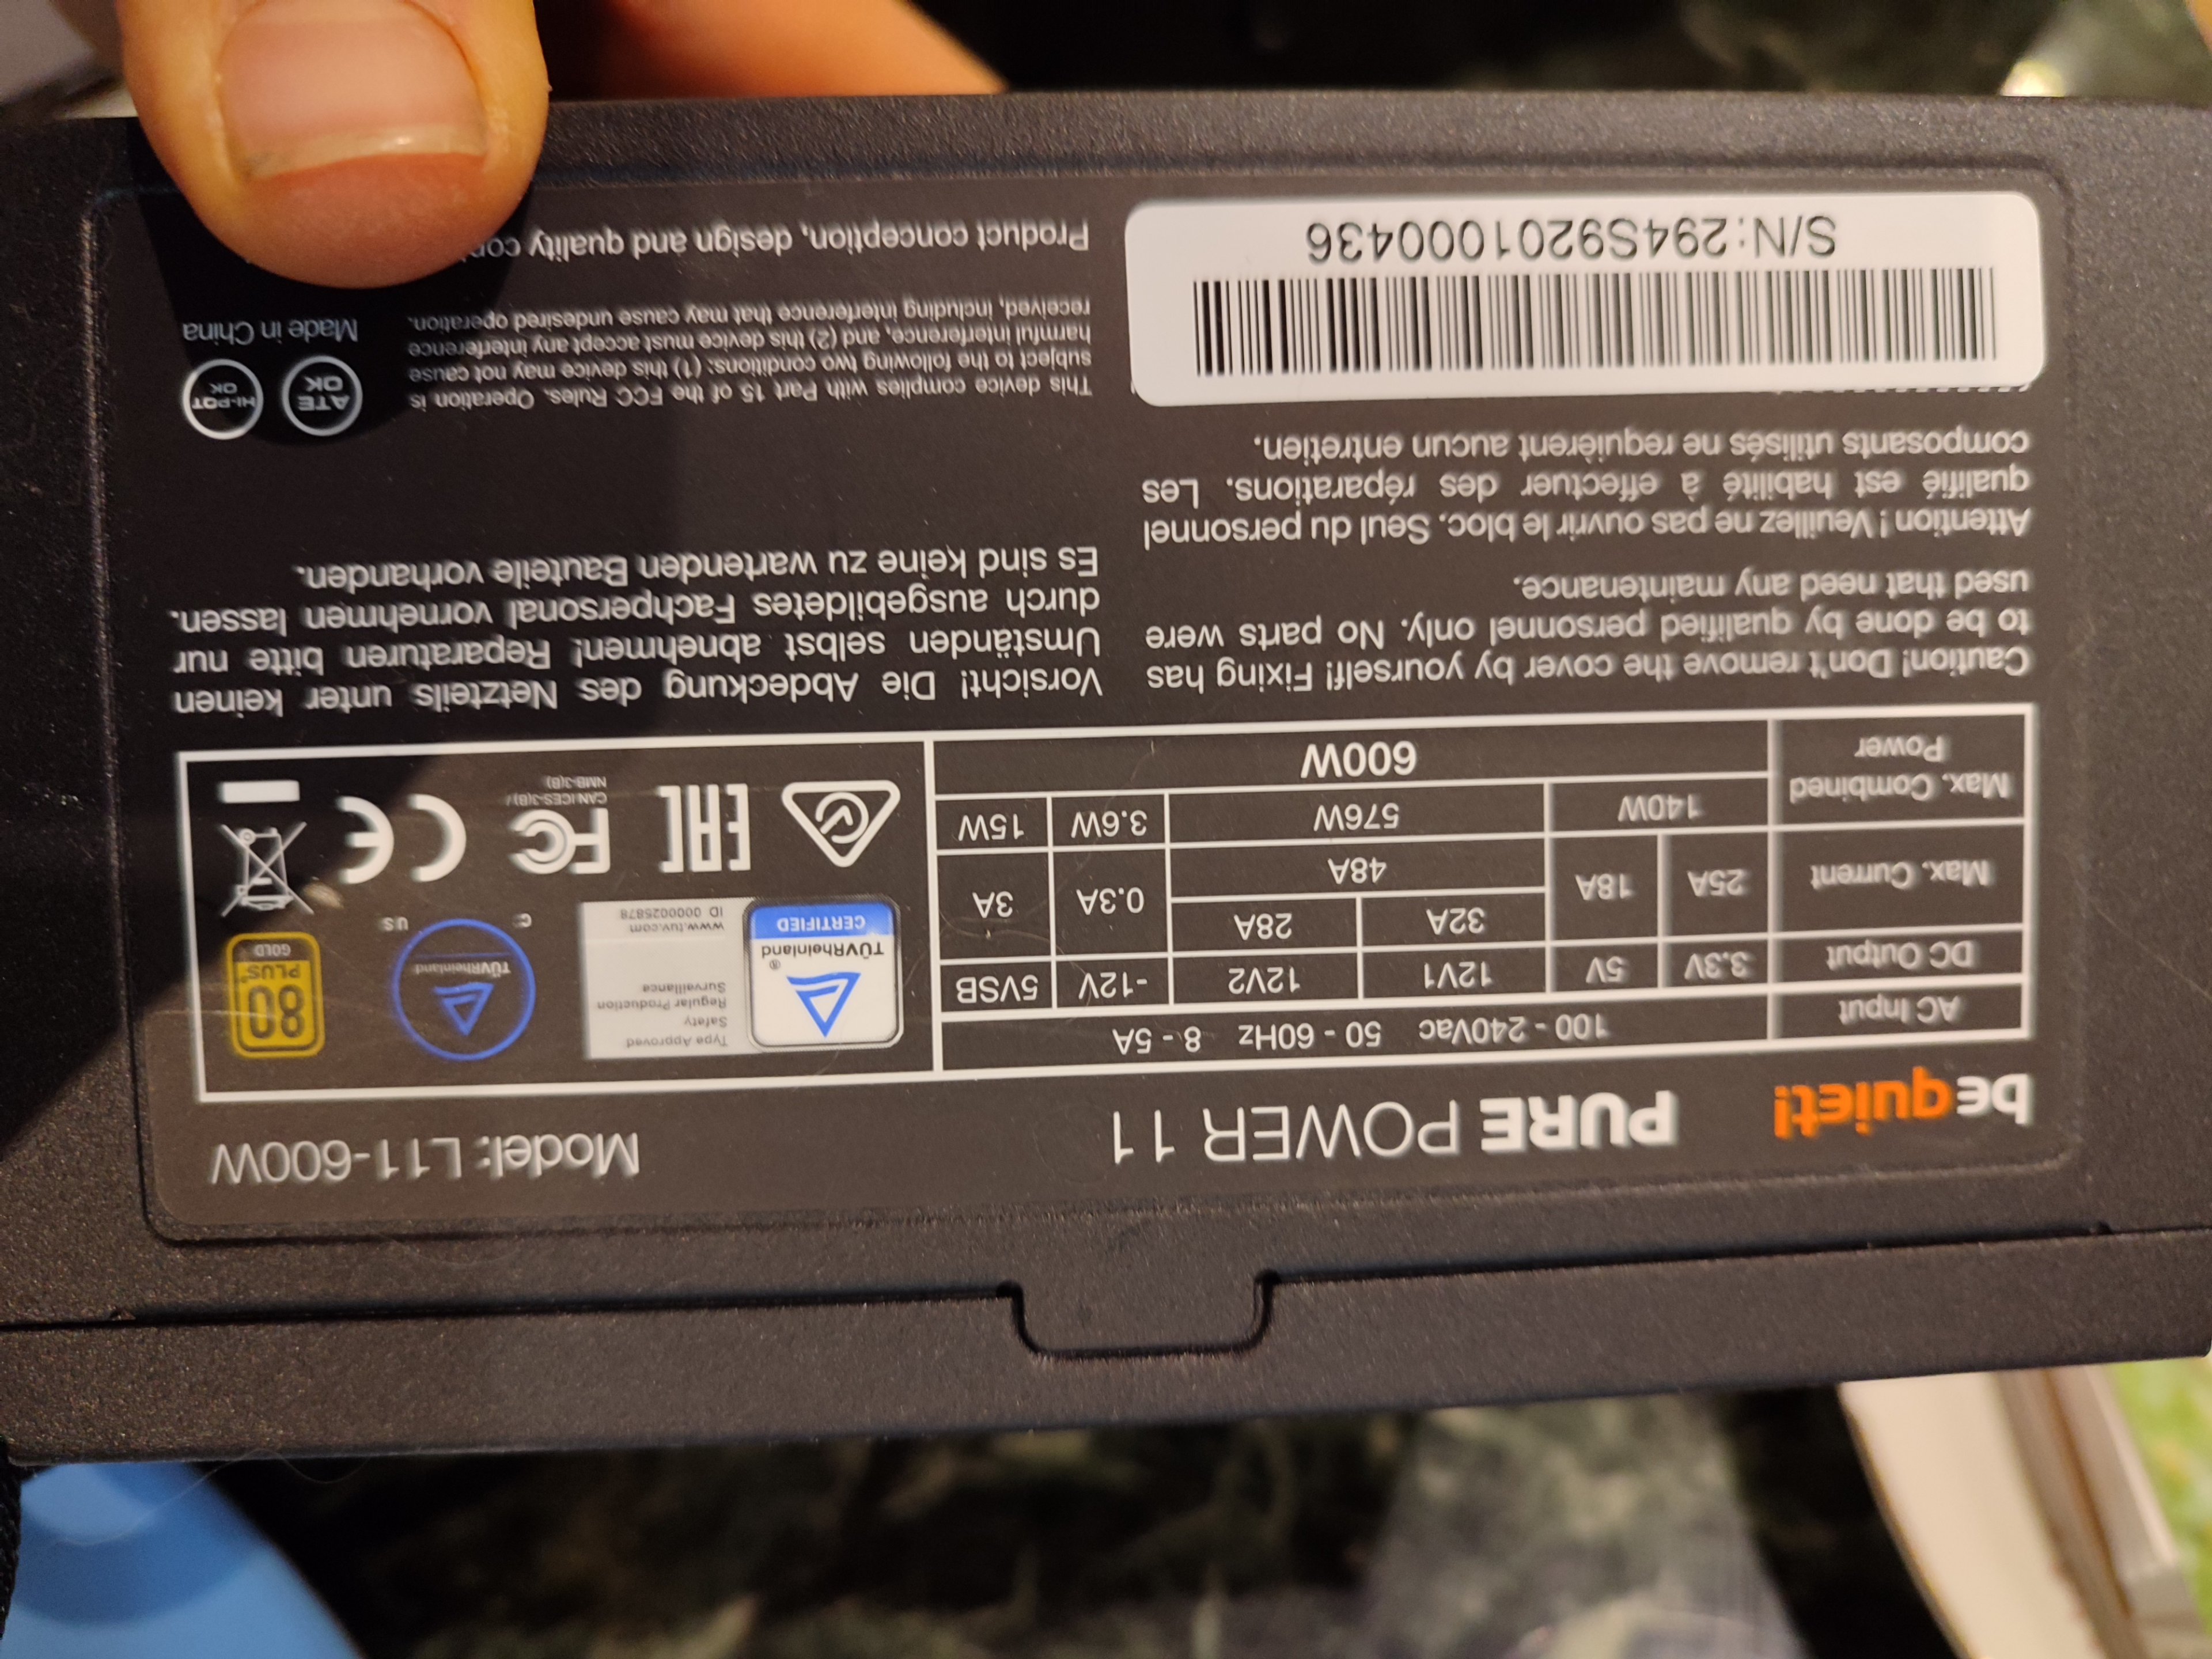 be quiet! PURE POWER 11 Model: L11-600W
AC Input 100 - 240Vac 50 - 60Hz 8 - 5A
DC Output 3.3V 5V 12V1 12V2 -12V 5VSB
Max. Current 25A 18A 32A 28A 0.3A 3A
48A
Max. Combined Power 140W 576W 3.6W 15W
600W
TÜVRheinland
CERTIFIED
Type Approved
Safety
Regular Production
Surveillance
www.tuv.com
ID 0000025878
C TÜVRheinland US
80
PLUS
GOLD
FC
CAN ICES-3(B)/
NMB-3(B)
CE
EAC
Caution! Don't remove the cover by yourself! Fixing has
to be done by qualified personnel only. No parts were
used that need any maintenance.
Attention ! Veuillez ne pas ouvrir le bloc. Seul du personnel
qualifié est habilité à effectuer des réparations. Les
composants utilisés ne requièrent aucun entretien.
S/N:294S9201000436
Vorsicht! Die Abdeckung des Netzteils unter keinen
Umständen selbst abnehmen! Reparaturen bitte nur
durch ausgebildetes Fachpersonal vornehmen lassen.
Es sind keine zu wartenden Bauteile vorhanden.
This device complies with Part 15 of the FCC Rules. Operation is
subject to the following two conditions: (1) this device may not cause
harmful interference, and (2) this device must accept any interference
received, including interference that may cause undesired operation.
ATE
OK
HI-POT
OK
Made in China
Product conception, design and quality